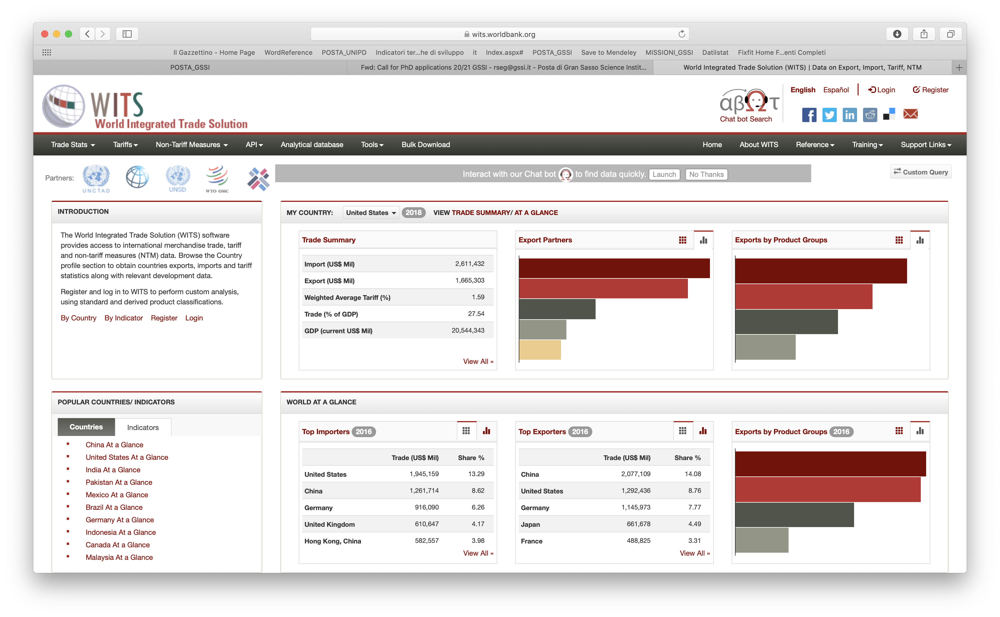 wits.worldbank.org
Il Gazzettino - Home Page WordReference POSTA_UNIPD Indicatori ter...he di sviluppo it Index.aspx# POSTA_GSSI Save to Mendeley MISSIONI_GSSI DatiIstat Fixfit Home F...enti Completi
POSTA_GSSI Fwd: Call for PhD applications 20/21 GSSI - rseg@gssi.it - Posta di Gran Sasso Science Instit... World Integrated Trade Solution (WITS) | Data on Export, Import, Tariff, NTM
WITS
World Integrated Trade Solution
αβΩτ
Chat bot Search
English Español Login Register
Trade Stats Tariffs Non-Tariff Measures API Analytical database Tools Bulk Download Home About WITS Reference Training Support Links
Partners:
UNCTAD
UNSD
WTO OMC
Interact with our Chat bot to find data quickly. Launch No Thanks
Custom Query
INTRODUCTION
The World Integrated Trade Solution (WITS) software
provides access to international merchandise trade, tariff
and non-tariff measures (NTM) data. Browse the Country
profile section to obtain countries exports, imports and tariff
statistics along with relevant development data.
Register and log in to WITS to perform custom analysis,
using standard and derived product classifications.
By Country By Indicator Register Login
MY COUNTRY: United States 2018 VIEW TRADE SUMMARY/ AT A GLANCE
Trade Summary
Import (US$ Mil) 2,611,432
Export (US$ Mil) 1,665,303
Weighted Average Tariff (%) 1.59
Trade (% of GDP) 27.54
GDP (current US$ Mil) 20,544,343
View All »
Export Partners
Exports by Product Groups
POPULAR COUNTRIES/ INDICATORS
Countries Indicators
China At a Glance
United States At a Glance
India At a Glance
Pakistan At a Glance
Mexico At a Glance
Brazil At a Glance
Germany At a Glance
Indonesia At a Glance
Canada At a Glance
Malaysia At a Glance
WORLD AT A GLANCE
Top Importers 2016
Trade (US$ Mil) Share %
United States 1,945,159 13.29
China 1,261,714 8.62
Germany 916,090 6.26
United Kingdom 610,647 4.17
Hong Kong, China 582,557 3.98
View All »
Top Exporters 2016
Trade (US$ Mil) Share %
China 2,077,109 14.08
United States 1,292,436 8.76
Germany 1,145,973 7.77
Japan 661,678 4.49
France 488,825 3.31
View All »
Exports by Product Groups 2016